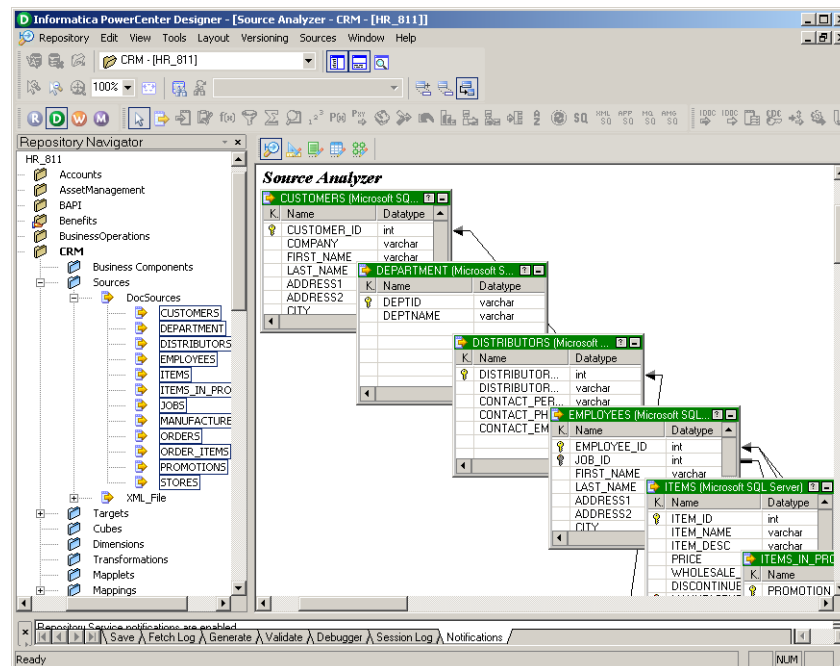 Informatica PowerCenter Designer - [Source Analyzer - CRM - [HR_811]]
Repository Edit View Tools Layout Versioning Sources Window Help
CRM - [HR_811]
100%
R D W M
Repository Navigator
HR_811
Accounts
AssetManagement
BAPI
Benefits
BusinessOperations
CRM
Business Components
Sources
DocSources
CUSTOMERS
DEPARTMENT
DISTRIBUTORS
EMPLOYEES
ITEMS
ITEMS_IN_PRO
JOBS
MANUFACTURE
ORDERS
ORDER_ITEMS
PROMOTIONS
STORES
XML_File
Targets
Cubes
Dimensions
Transformations
Mapplets
Mappings
Source Analyzer
CUSTOMERS (Microsoft SQ...
K. Name Datatype
CUSTOMER_ID int
COMPANY varchar
FIRST_NAME varchar
LAST_NAME
ADDRESS1
ADDRESS2
CITY
DEPARTMENT (Microsoft S...
K. Name Datatype
DEPTID varchar
DEPTNAME varchar
DISTRIBUTORS (Microsoft ...
K. Name Datatype
DISTRIBUTOR... int
DISTRIBUTOR... varchar
CONTACT_PER... varchar
CONTACT_PH
CONTACT_EM
EMPLOYEES (Microsoft SQL...
K. Name Datatype
EMPLOYEE_ID int
JOB_ID int
FIRST_NAME varchar
LAST_NAME
ADDRESS1
ADDRESS2
CITY
ITEMS (Microsoft SQL Server)
K. Name Datatype
ITEM_ID int
ITEM_NAME varchar
ITEM_DESC varchar
PRICE
WHOLESALE_
DISCONTINUE
ITEMS_IN_PRO
K. Name
PROMOTION
Repository Service notifications are enabled
Save Fetch Log Generate Validate Debugger Session Log Notifications
Ready NUM